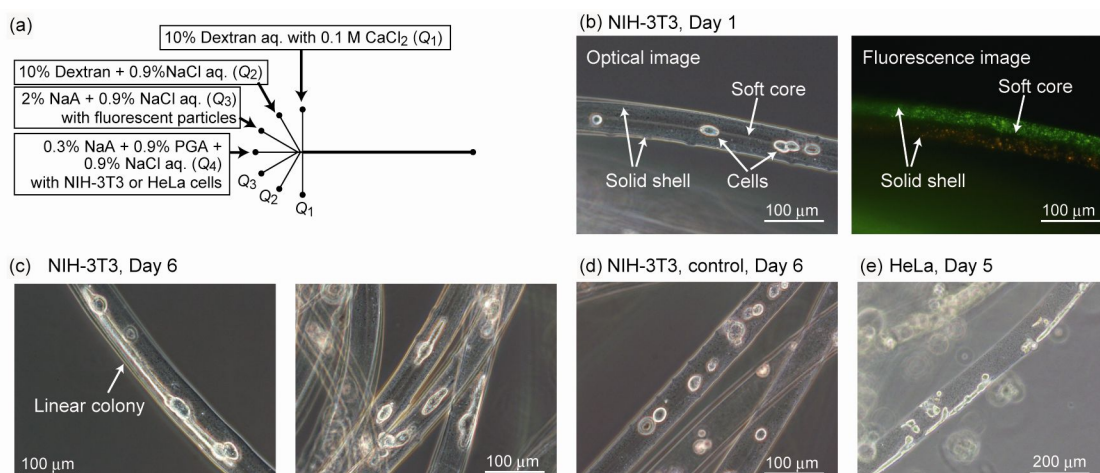 (a)
10% Dextran aq. with 0.1 M CaCl2 (Q1)
10% Dextran + 0.9%NaCl aq. (Q2)
2% NaA + 0.9% NaCl aq. (Q3)
with fluorescent particles
0.3% NaA + 0.9% PGA +
0.9% NaCl aq. (Q4)
with NIH-3T3 or HeLa cells
Q3
Q2
Q1
(b) NIH-3T3, Day 1
Optical image
Soft core
Solid shell
Cells
100 μm
Fluorescence image
Soft core
Solid shell
100 μm
(c) NIH-3T3, Day 6
Linear colony
100 μm
100 μm
(d) NIH-3T3, control, Day 6
100 μm
(e) HeLa, Day 5
200 μm